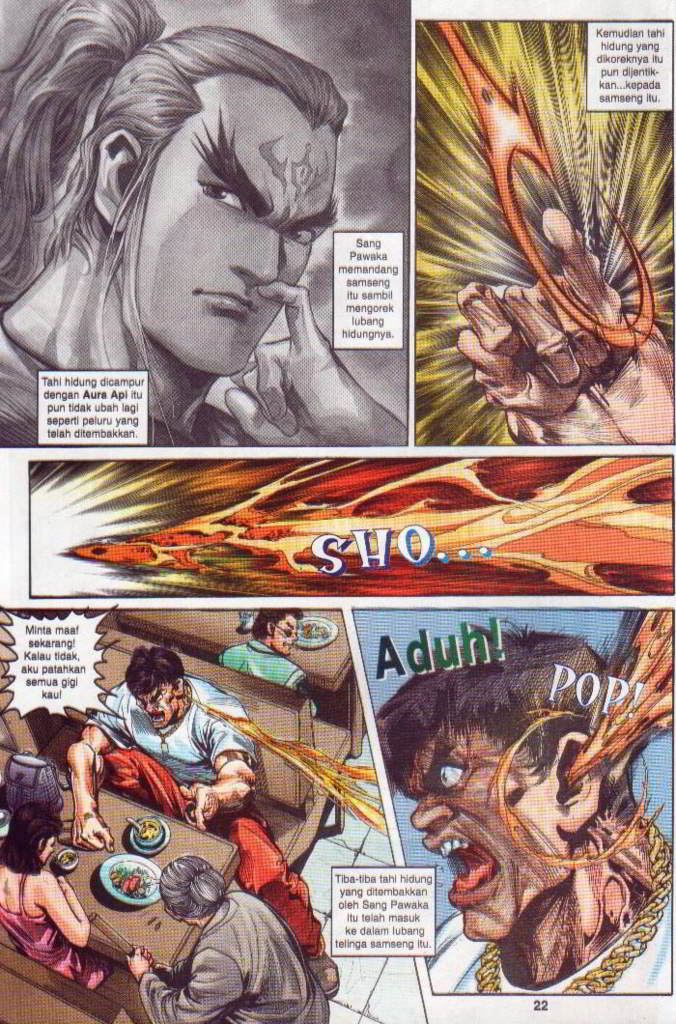 Sang
Pawaka
memandang
samseng
itu sambil
mengorek
lubang
hidungnya.
Tahi hidung dicampur
dengan Aura Api itu
pun tidak ubah lagi
seperti peluru yang
telah ditembakkan.
Kemudian tahi
hidung yang
dikoreknya itu
pun dijentik-
kan...kepada
samseng itu.
SHO...
Minta maaf
sekarang!
Kalau tidak,
aku patahkan
semua gigi
kau!
Aduh!
POP!
Tiba-tiba tahi hidung
yang ditembakkan
oleh Sang Pawaka
itu telah masuk
ke dalam lubang
telinga samseng itu.
22